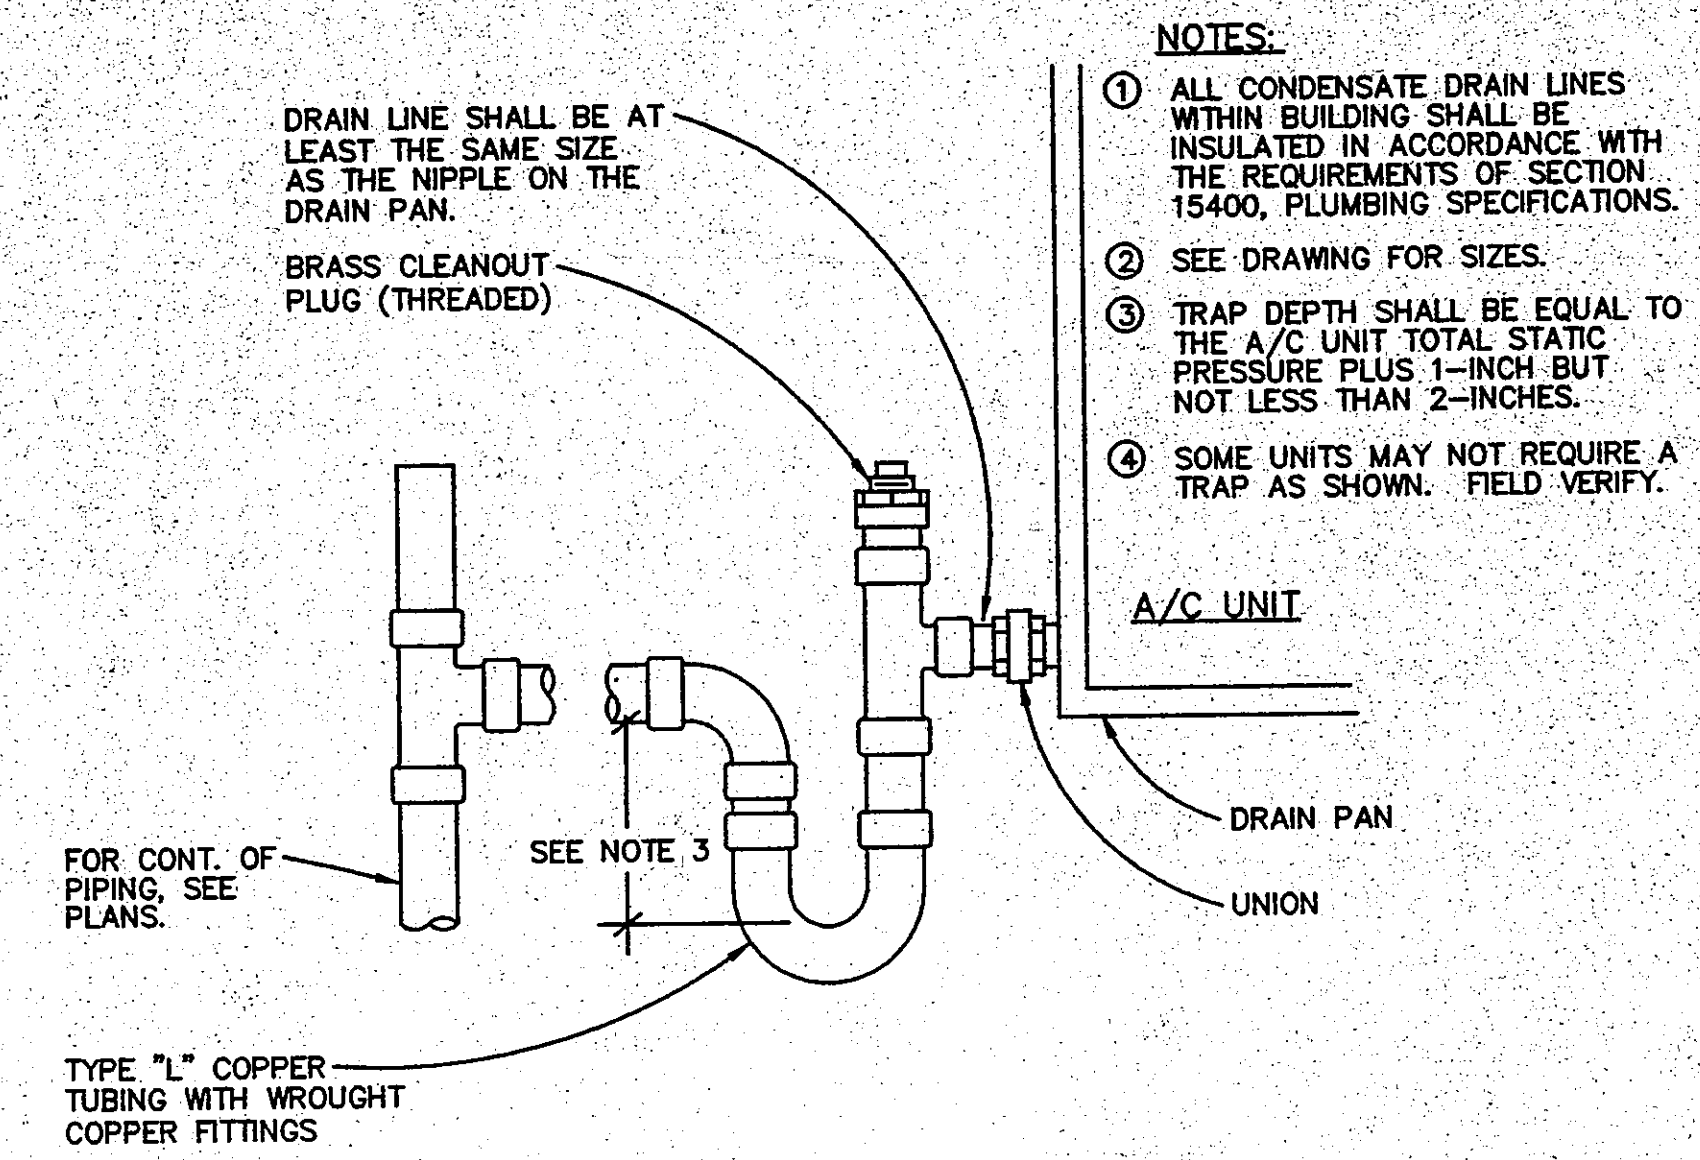 NOTES:
① ALL CONDENSATE DRAIN LINES
WITHIN BUILDING SHALL BE
INSULATED IN ACCORDANCE WITH
THE REQUIREMENTS OF SECTION
15400, PLUMBING SPECIFICATIONS.
② SEE DRAWING FOR SIZES.
③ TRAP DEPTH SHALL BE EQUAL TO
THE A/C UNIT TOTAL STATIC
PRESSURE PLUS 1-INCH BUT
NOT LESS THAN 2-INCHES.
④ SOME UNITS MAY NOT REQUIRE A
TRAP AS SHOWN. FIELD VERIFY.
DRAIN LINE SHALL BE AT
LEAST THE SAME SIZE
AS THE NIPPLE ON THE
DRAIN PAN.
BRASS CLEANOUT
PLUG (THREADED)
A/C UNIT
DRAIN PAN
UNION
SEE NOTE 3
FOR CONT. OF
PIPING, SEE
PLANS.
TYPE "L" COPPER
TUBING WITH WROUGHT
COPPER FITTINGS